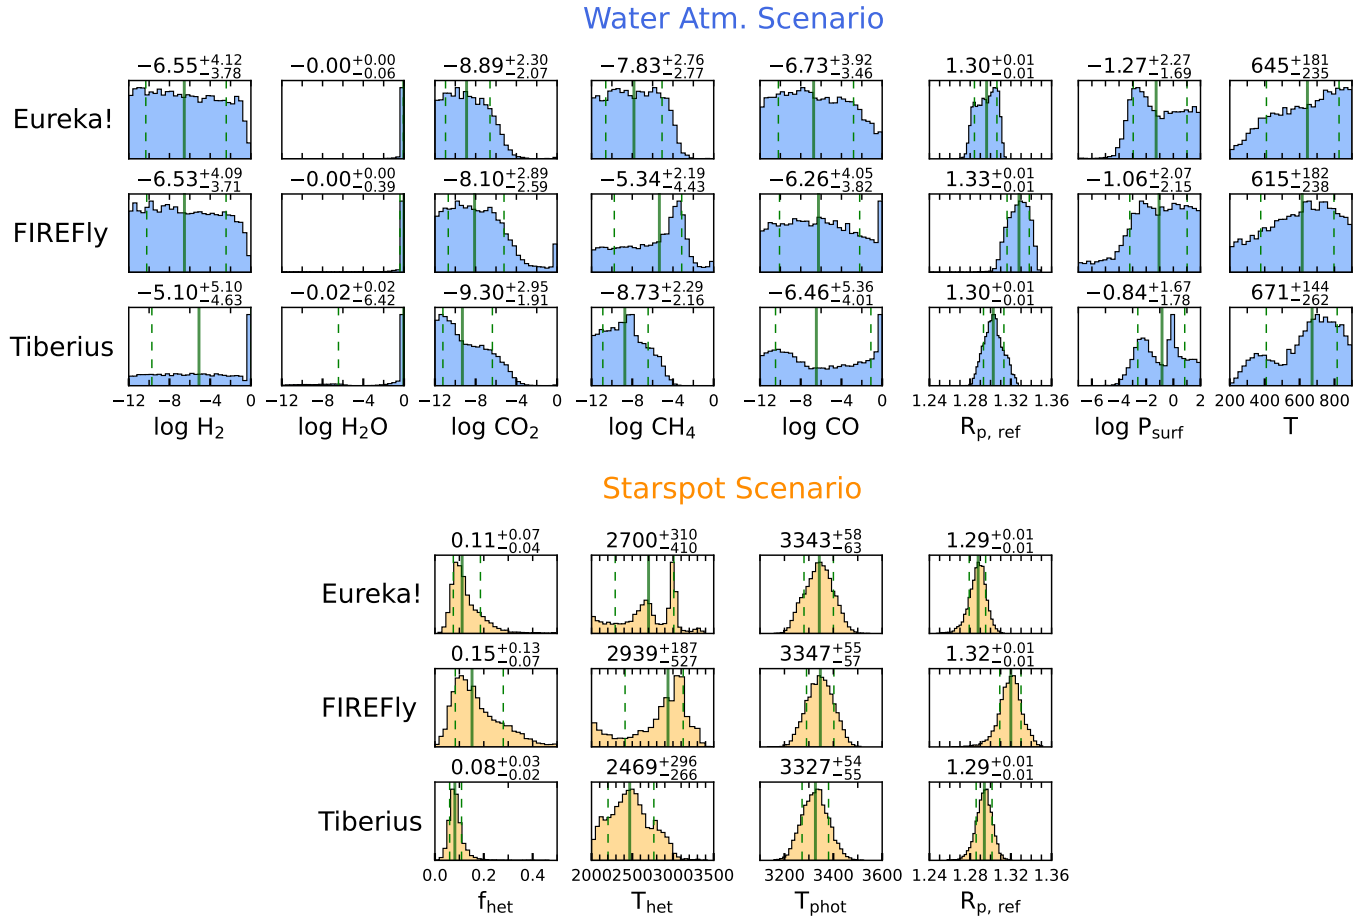 Water Atm. Scenario
−6.55 +4.12 −3.78 −0.00 +0.00 −0.06 −8.89 +2.30 −2.07 −7.83 +2.76 −2.77 −6.73 +3.92 −3.46 1.30 +0.01 −0.01 −1.27 +2.27 −1.69 645 +181 −235
Eureka!
−6.53 +4.09 −3.71 −0.00 +0.00 −0.39 −8.10 +2.89 −2.59 −5.34 +2.19 −4.43 −6.26 +4.05 −3.82 1.33 +0.01 −0.01 −1.06 +2.07 −2.15 615 +182 −238
FIREFly
−5.10 +5.10 −4.63 −0.02 +0.02 −6.42 −9.30 +2.95 −1.91 −8.73 +2.29 −2.16 −6.46 +5.36 −4.01 1.30 +0.01 −0.01 −0.84 +1.67 −1.78 671 +144 −262
Tiberius
−12 −8 −4 0 −12 −8 −4 0 −12 −8 −4 0 −12 −8 −4 0 −12 −8 −4 0 1.24 1.28 1.32 1.36 −6 −4 −2 0 2 200 400 600 800
log H2 log H2O log CO2 log CH4 log CO Rp, ref log Psurf T
Starspot Scenario
0.11 +0.07 −0.04 2700 +310 −410 3343 +58 −63 1.29 +0.01 −0.01
Eureka!
0.15 +0.13 −0.07 2939 +187 −527 3347 +55 −57 1.32 +0.01 −0.01
FIREFly
0.08 +0.03 −0.02 2469 +296 −266 3327 +54 −55 1.29 +0.01 −0.01
Tiberius
0.0 0.2 0.4 2000 2500 3000 3500 3200 3400 3600 1.24 1.28 1.32 1.36
fhet Thet Tphot Rp, ref